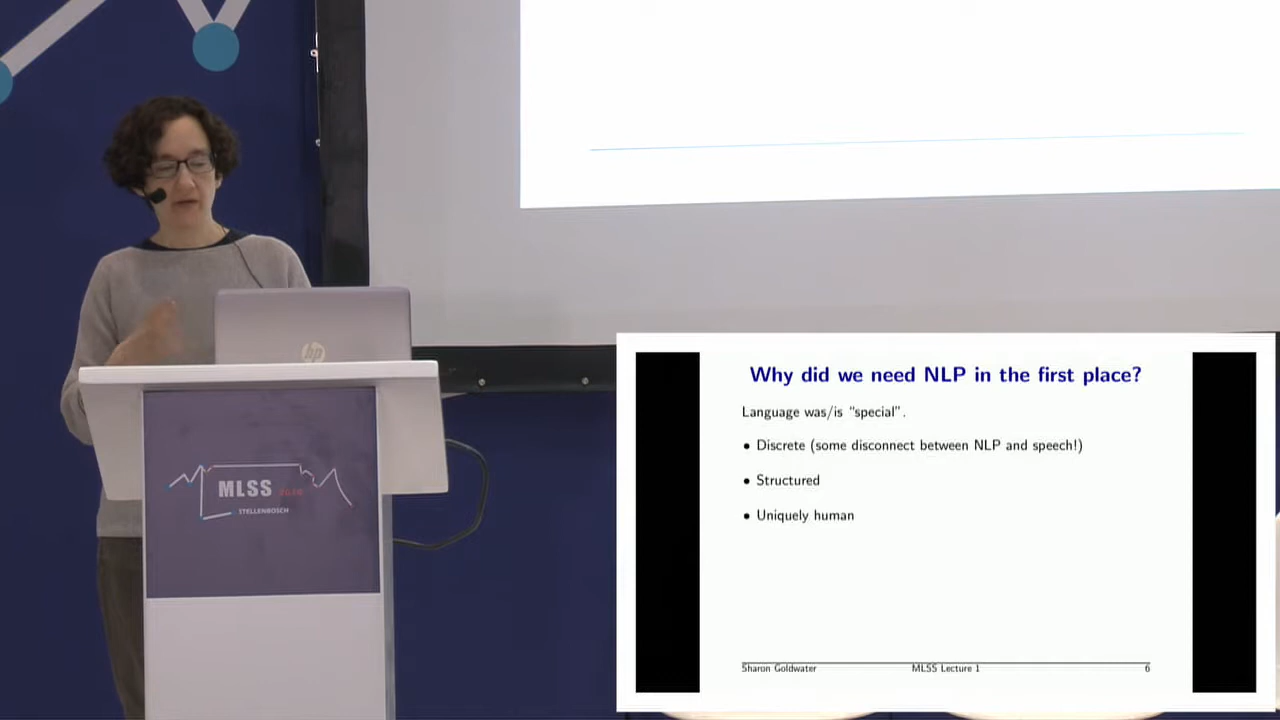 hp
MLSS
STELLENBOSCH
Why did we need NLP in the first place?
Language was/is “special”.
• Discrete (some disconnect between NLP and speech!)
• Structured
• Uniquely human
Sharon Goldwater MLSS Lecture 1 6